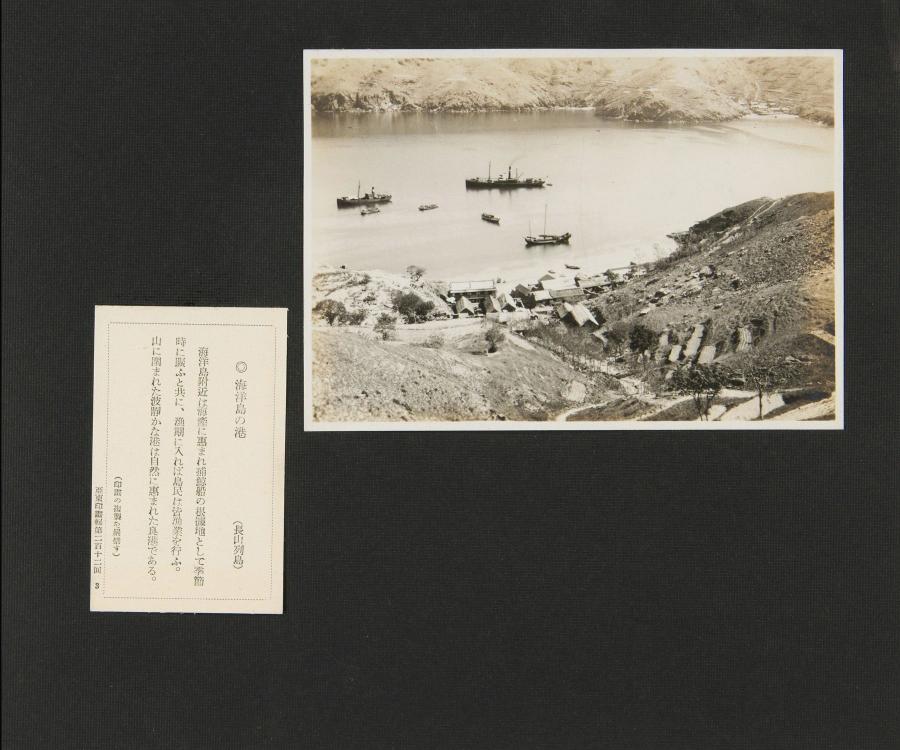 ◎ 海洋島の港
(長山列島)
海洋島附近は海產に惠まれ捕鯨船の根據地として季節
時に賑ふと共に、漁期に入れば島民は皆漁業を行ふ。
山に圍まれた波靜かな港は自然に惠まれた良港である。
(印畫の複製を嚴禁す)
亞東印畫輯第二百十二回 3